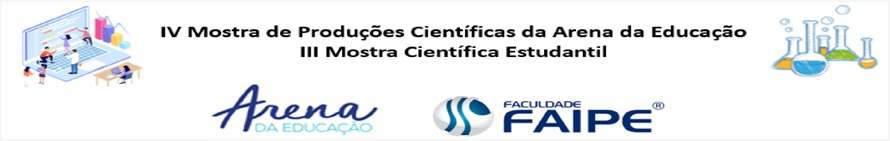 IV Mostra de Produções Científicas da Arena da Educação
III Mostra Científica Estudantil
Arena
DA EDUCAÇÃO
FACULDADE
FAIPE®